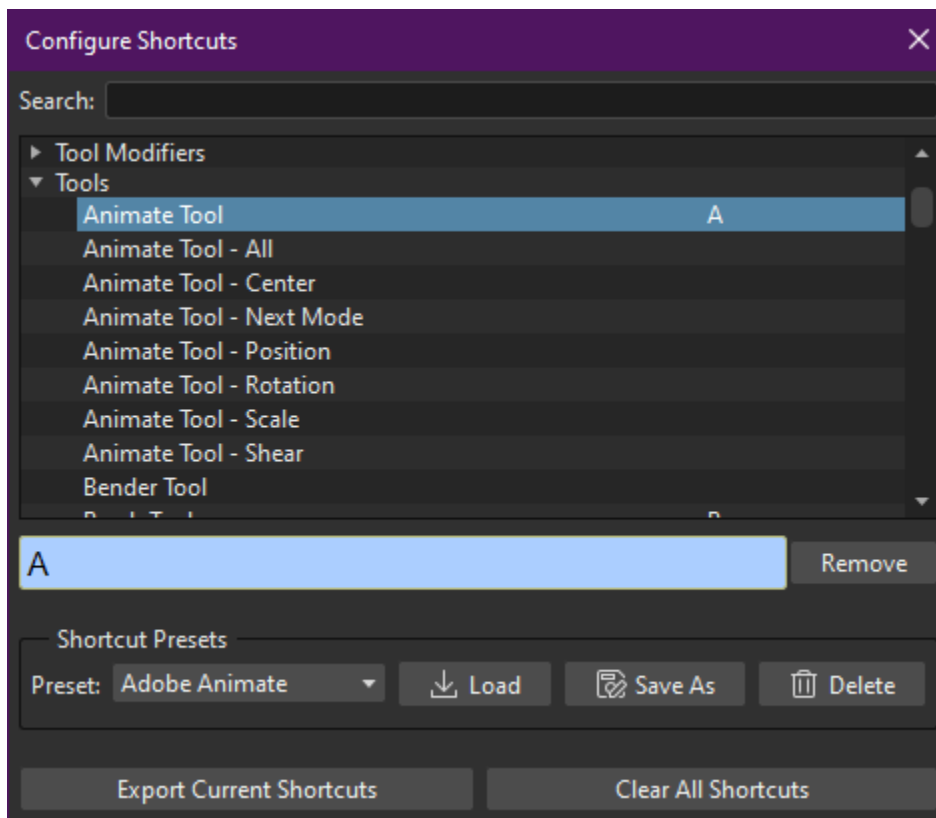 Configure Shortcuts
Search:
Tool Modifiers
Tools
Animate Tool A
Animate Tool - All
Animate Tool - Center
Animate Tool - Next Mode
Animate Tool - Position
Animate Tool - Rotation
Animate Tool - Scale
Animate Tool - Shear
Bender Tool
A Remove
Shortcut Presets
Preset: Adobe Animate Load Save As Delete
Export Current Shortcuts Clear All Shortcuts